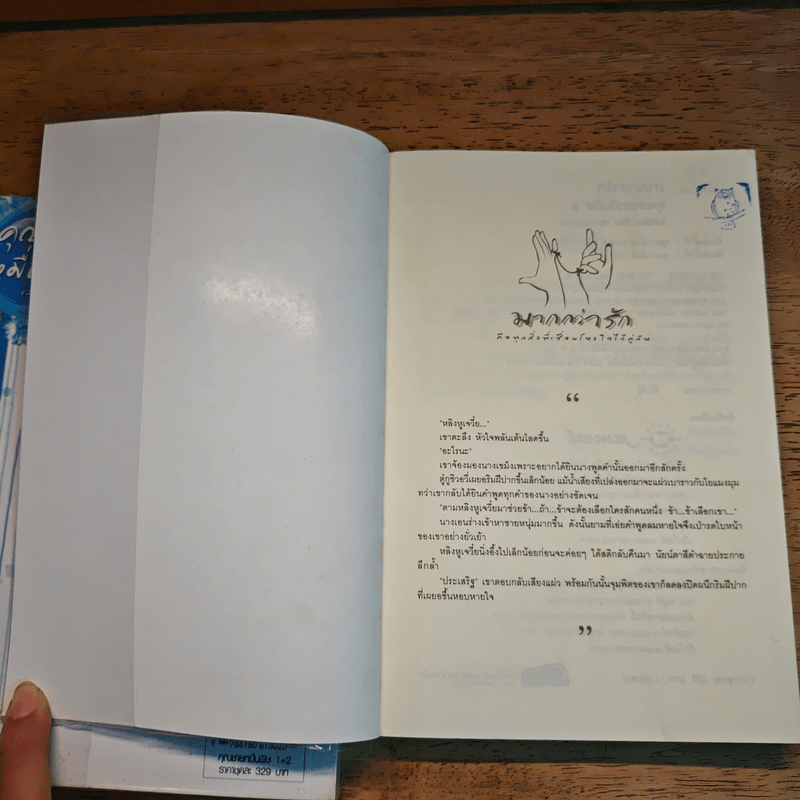 มากกว่ารัก
คือทุกสิ่งที่เชื่อมโยงใจไว้คู่กัน
“
'หลิงหูเจวี๋ย...'
เขาตะลึง หัวใจพลันเต้นโลดขึ้น
'อะไรนะ'
เขาจ้องมองนางเขม็งเพราะอยากได้ยินนางพูดคำนั้นออกมาอีกสักครั้ง
ตู๋กูซิวอวี่เผยอริมฝีปากขึ้นเล็กน้อย แม้น้ำเสียงที่เปล่งออกมาจะแผ่วเบาราวกับใยแมงมุม
ทว่าเขากลับได้ยินคำพูดทุกคำของนางอย่างชัดเจน
'ตามหลิงหูเจวี๋ยมาช่วยข้า...ถ้า...ข้าจะต้องเลือกใครสักคนหนึ่ง ข้า...ข้าเลือกเขา...'
นางเอนร่างเข้าหาชายหนุ่มมากขึ้น ดังนั้นยามที่เอ่ยคำพูดลมหายใจจึงเป่ารดใบหน้า
ของเขาอย่างยั่วเย้า
หลิงหูเจวี๋ยนิ่งอึ้งไปเล็กน้อยก่อนจะค่อยๆ ได้สติกลับคืนมา นัยน์ตาสีดำฉายประกาย
ลึกล้ำ
'ประเสริฐ' เขาตอบกลับเสียงแผ่ว พร้อมกันนั้นจุมพิตของเขาก็ลดลงปิดผนึกริมฝีปาก
ที่เผยอขึ้นหอบหายใจ
”
คุณชายหมื่นพิษ 1+2
ราคาชุดละ 329 บาท